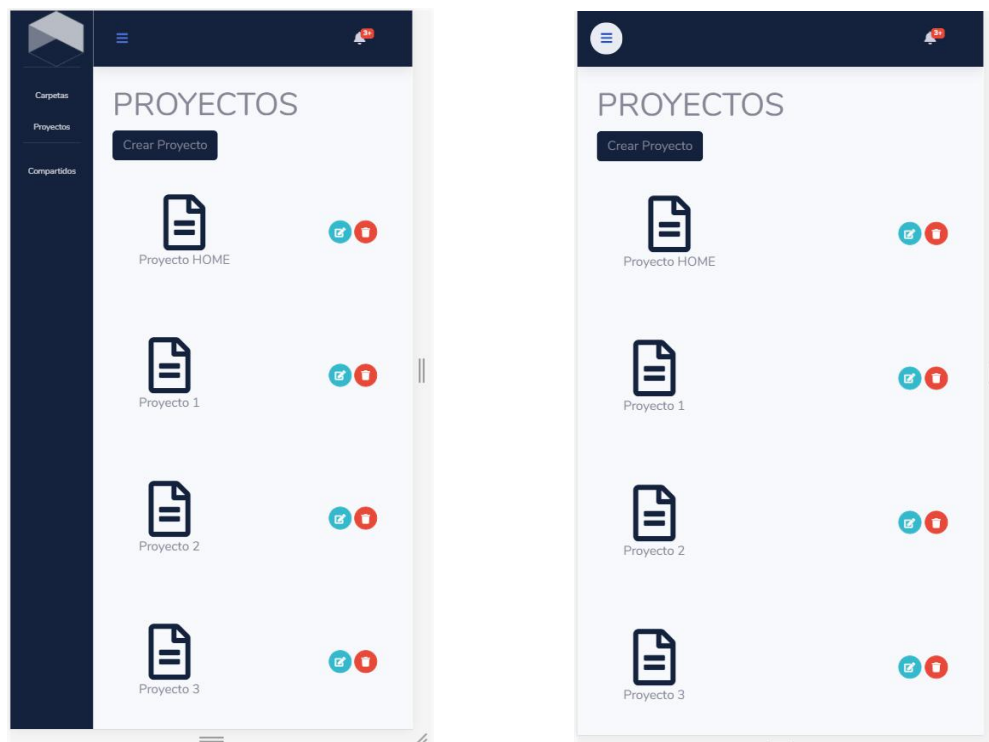 3+
Carpetas
Proyectos
Compartidos
PROYECTOS
Crear Proyecto
Proyecto HOME
Proyecto 1
Proyecto 2
Proyecto 3
3+
PROYECTOS
Crear Proyecto
Proyecto HOME
Proyecto 1
Proyecto 2
Proyecto 3